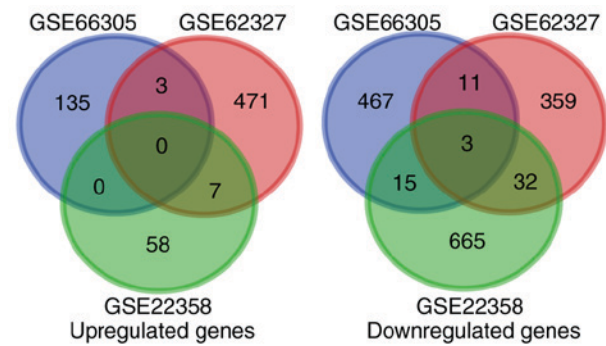 GSE66305 GSE62327
135 3 471
0
0 7
58
GSE22358
Upregulated genes
GSE66305 GSE62327
467 11 359
3
15 32
665
GSE22358
Downregulated genes